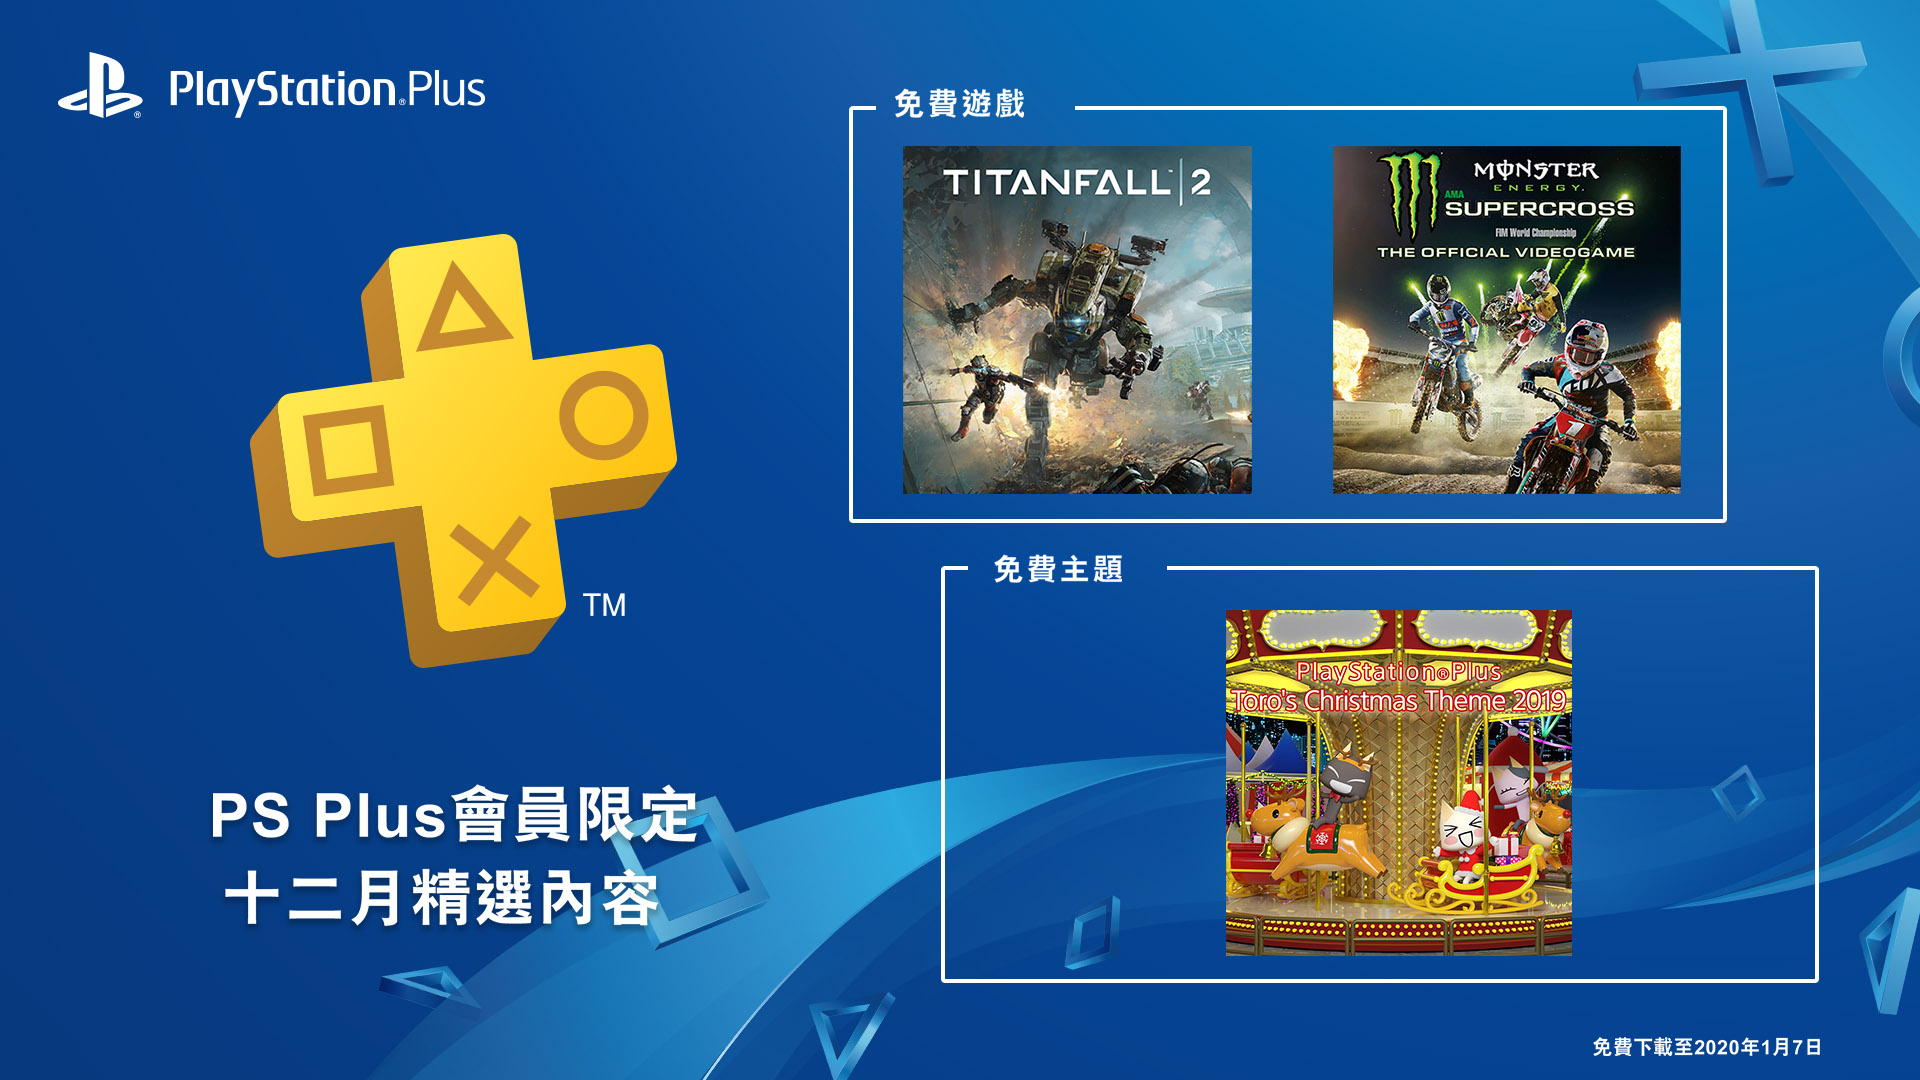 PlayStation®Plus
免費遊戲
TITANFALL™ 2
MONSTER
ENERGY.
AMA
SUPERCROSS
FIM World Championship
THE OFFICIAL VIDEOGAME
TM
免費主題
PlayStation®Plus
Toro's Christmas Theme 2019
PS Plus會員限定
十二月精選內容
免費下載至2020年1月7日